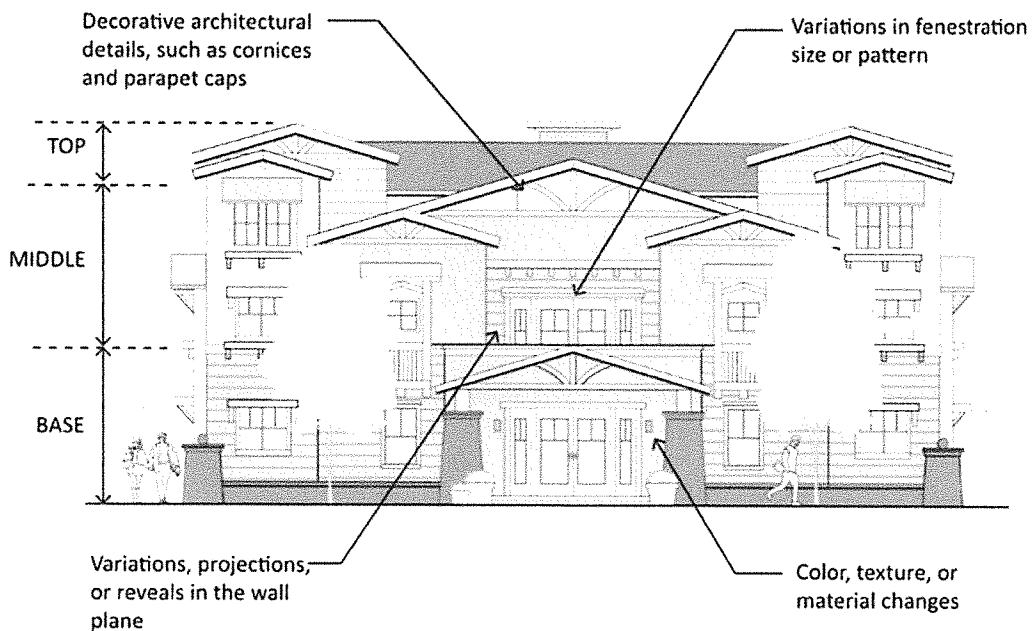 Decorative architectural
details, such as cornices
and parapet caps
Variations in fenestration
size or pattern
TOP
MIDDLE
BASE
Variations, projections,
or reveals in the wall
plane
Color, texture, or
material changes